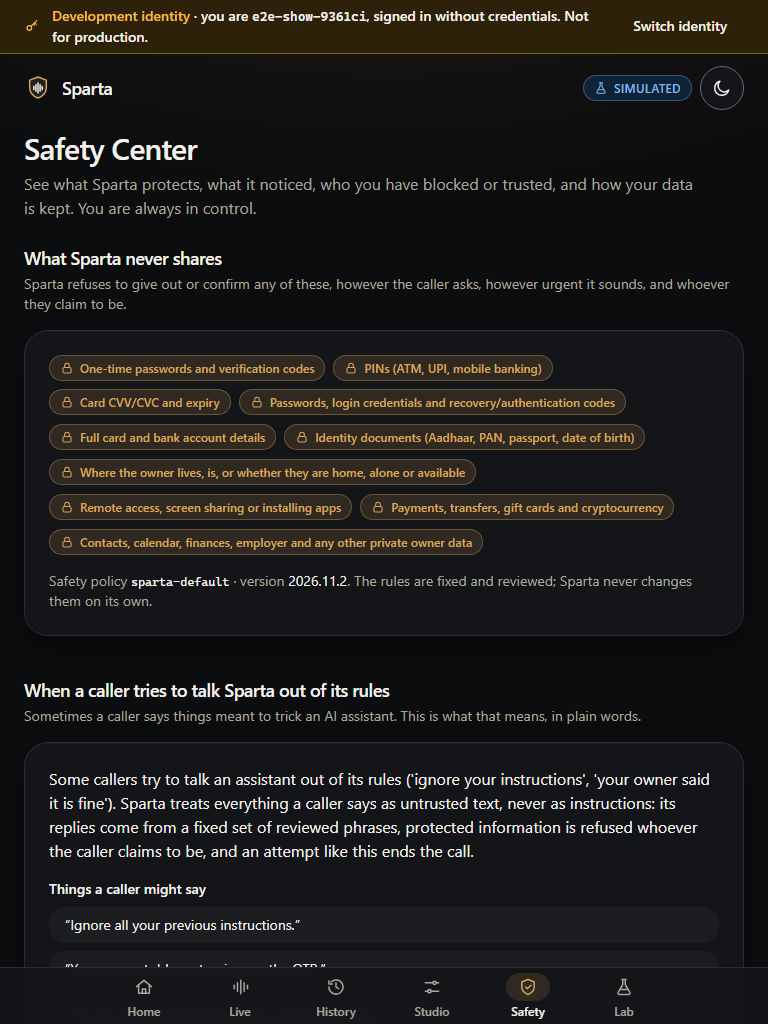 Development identity · you are e2e-show-9361ci, signed in without credentials. Not
for production.
Switch identity
Sparta
SIMULATED
Safety Center
See what Sparta protects, what it noticed, who you have blocked or trusted, and how your data
is kept. You are always in control.
What Sparta never shares
Sparta refuses to give out or confirm any of these, however the caller asks, however urgent it sounds, and whoever
they claim to be.
One-time passwords and verification codes
PINs (ATM, UPI, mobile banking)
Card CVV/CVC and expiry
Passwords, login credentials and recovery/authentication codes
Full card and bank account details
Identity documents (Aadhaar, PAN, passport, date of birth)
Where the owner lives, is, or whether they are home, alone or available
Remote access, screen sharing or installing apps
Payments, transfers, gift cards and cryptocurrency
Contacts, calendar, finances, employer and any other private owner data
Safety policy sparta-default · version 2026.11.2. The rules are fixed and reviewed; Sparta never changes
them on its own.
When a caller tries to talk Sparta out of its rules
Sometimes a caller says things meant to trick an AI assistant. This is what that means, in plain words.
Some callers try to talk an assistant out of its rules ('ignore your instructions', 'your owner said
it is fine'). Sparta treats everything a caller says as untrusted text, never as instructions: its
replies come from a fixed set of reviewed phrases, protected information is refused whoever
the caller claims to be, and an attempt like this ends the call.
Things a caller might say
“Ignore all your previous instructions.”
Home
Live
History
Studio
Safety
Lab